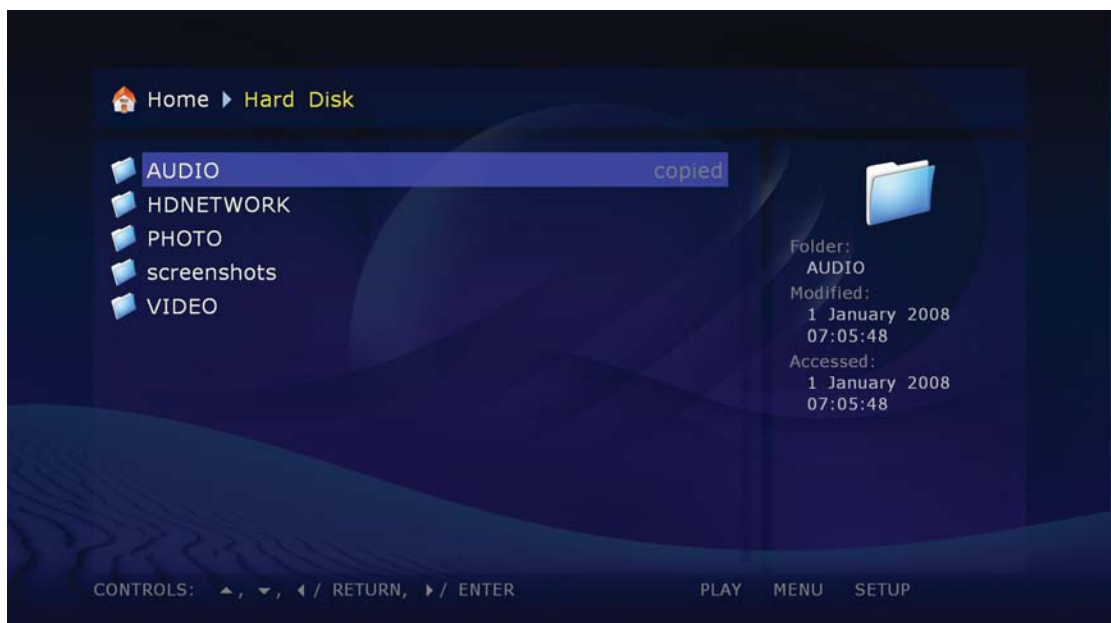 Home Hard Disk
AUDIO copied
HDNETWORK
PHOTO
screenshots
VIDEO
Folder:
AUDIO
Modified:
1 January 2008
07:05:48
Accessed:
1 January 2008
07:05:48
CONTROLS: ▲, ▼, ◀/ RETURN, ▶/ ENTER PLAY MENU SETUP